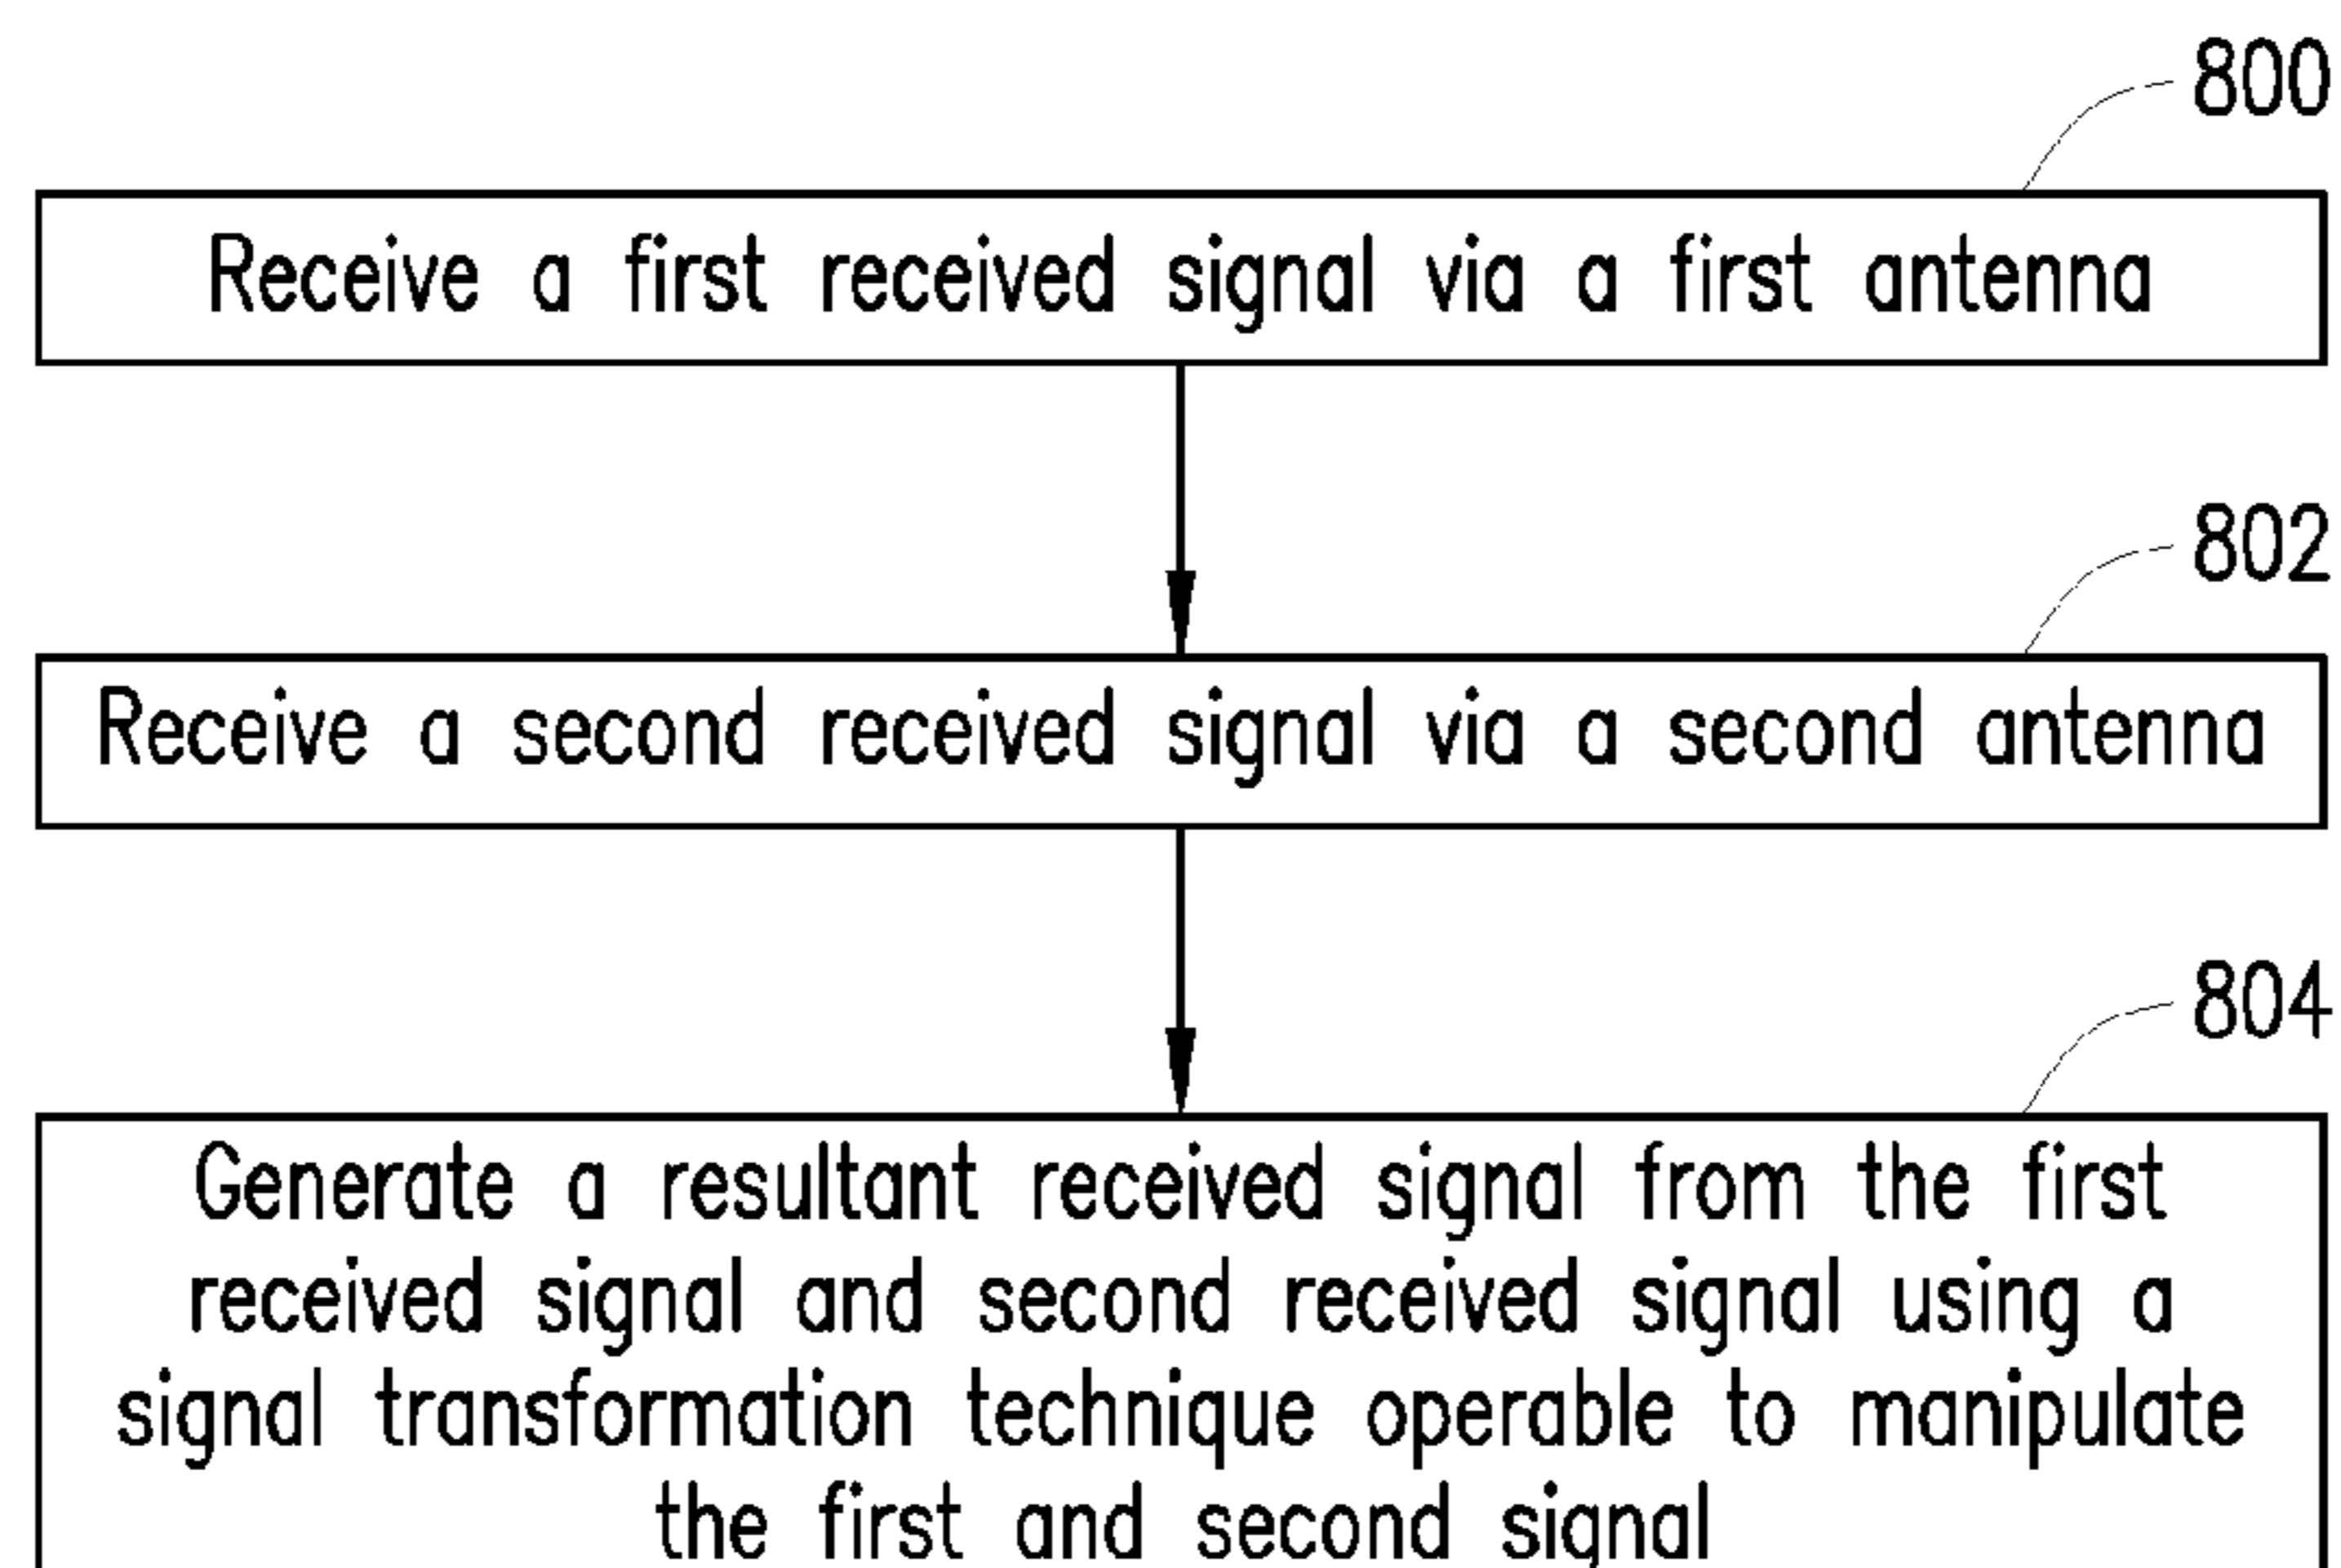 800
Receive a first received signal via a first antenna
802
Receive a second received signal via a second antenna
804
Generate a resultant received signal from the first
received signal and second received signal using a
signal transformation technique operable to manipulate
the first and second signal